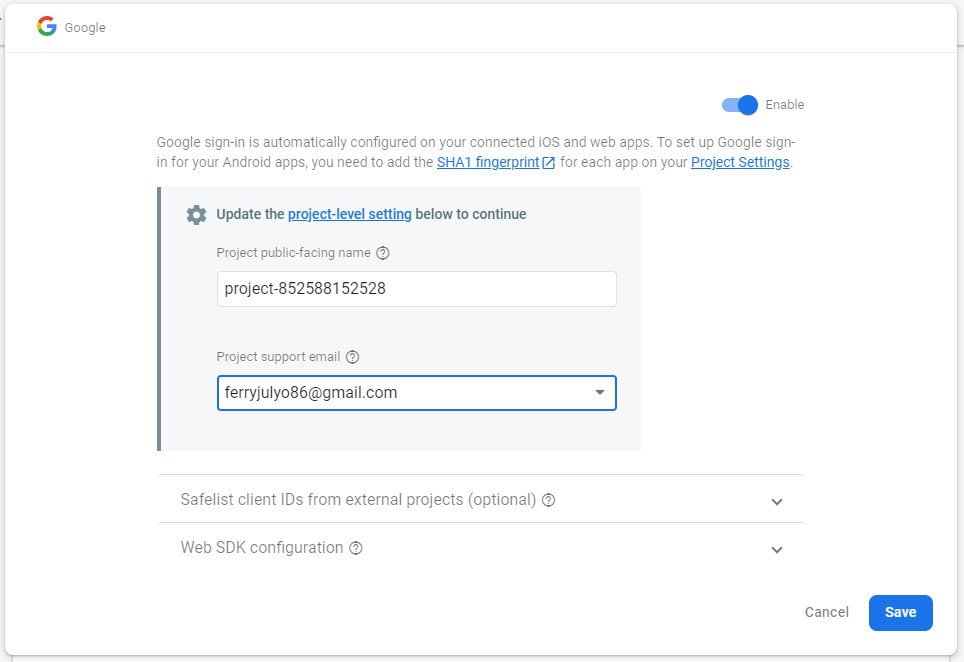 Google
Enable
Google sign-in is automatically configured on your connected iOS and web apps. To set up Google sign-
in for your Android apps, you need to add the SHA1 fingerprint for each app on your Project Settings.
Update the project-level setting below to continue
Project public-facing name
project-852588152528
Project support email
ferryjulyo86@gmail.com
Safelist client IDs from external projects (optional)
Web SDK configuration
Cancel
Save